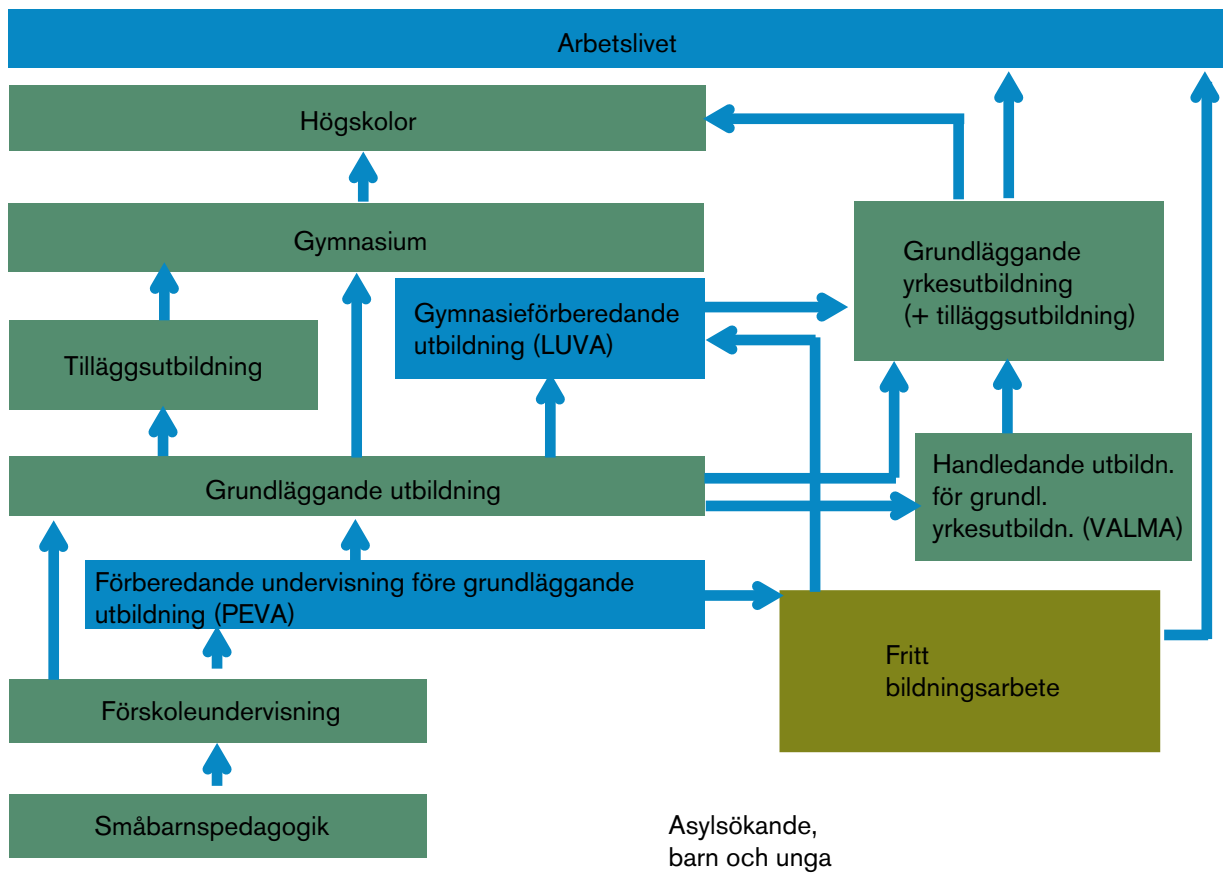 Arbetslivet
Högskolor
Gymnasium
Grundläggande
yrkesutbildning
(+ tilläggsutbildning)
Gymnasieförberedande
utbildning (LUVA)
Tilläggsutbildning
Grundläggande utbildning
Handledande utbildn.
för grundl.
yrkesutbildn. (VALMA)
Förberedande undervisning före grundläggande
utbildning (PEVA)
Fritt
bildningsarbete
Förskoleundervisning
Småbarnspedagogik
Asylsökande,
barn och unga